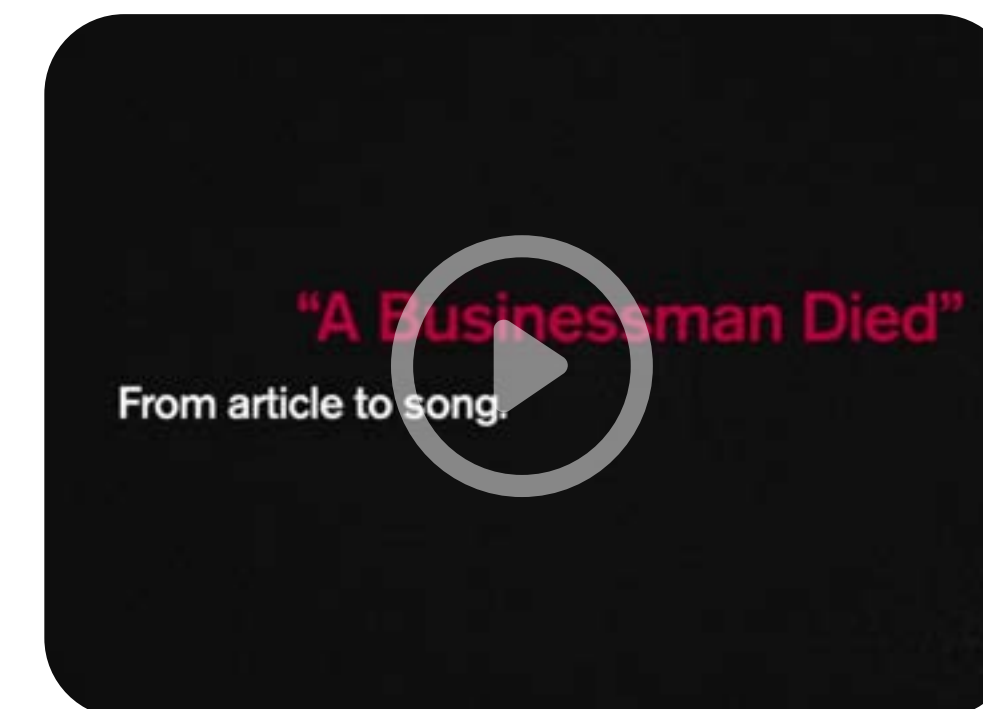 “A Businessman Died”
From article to song.